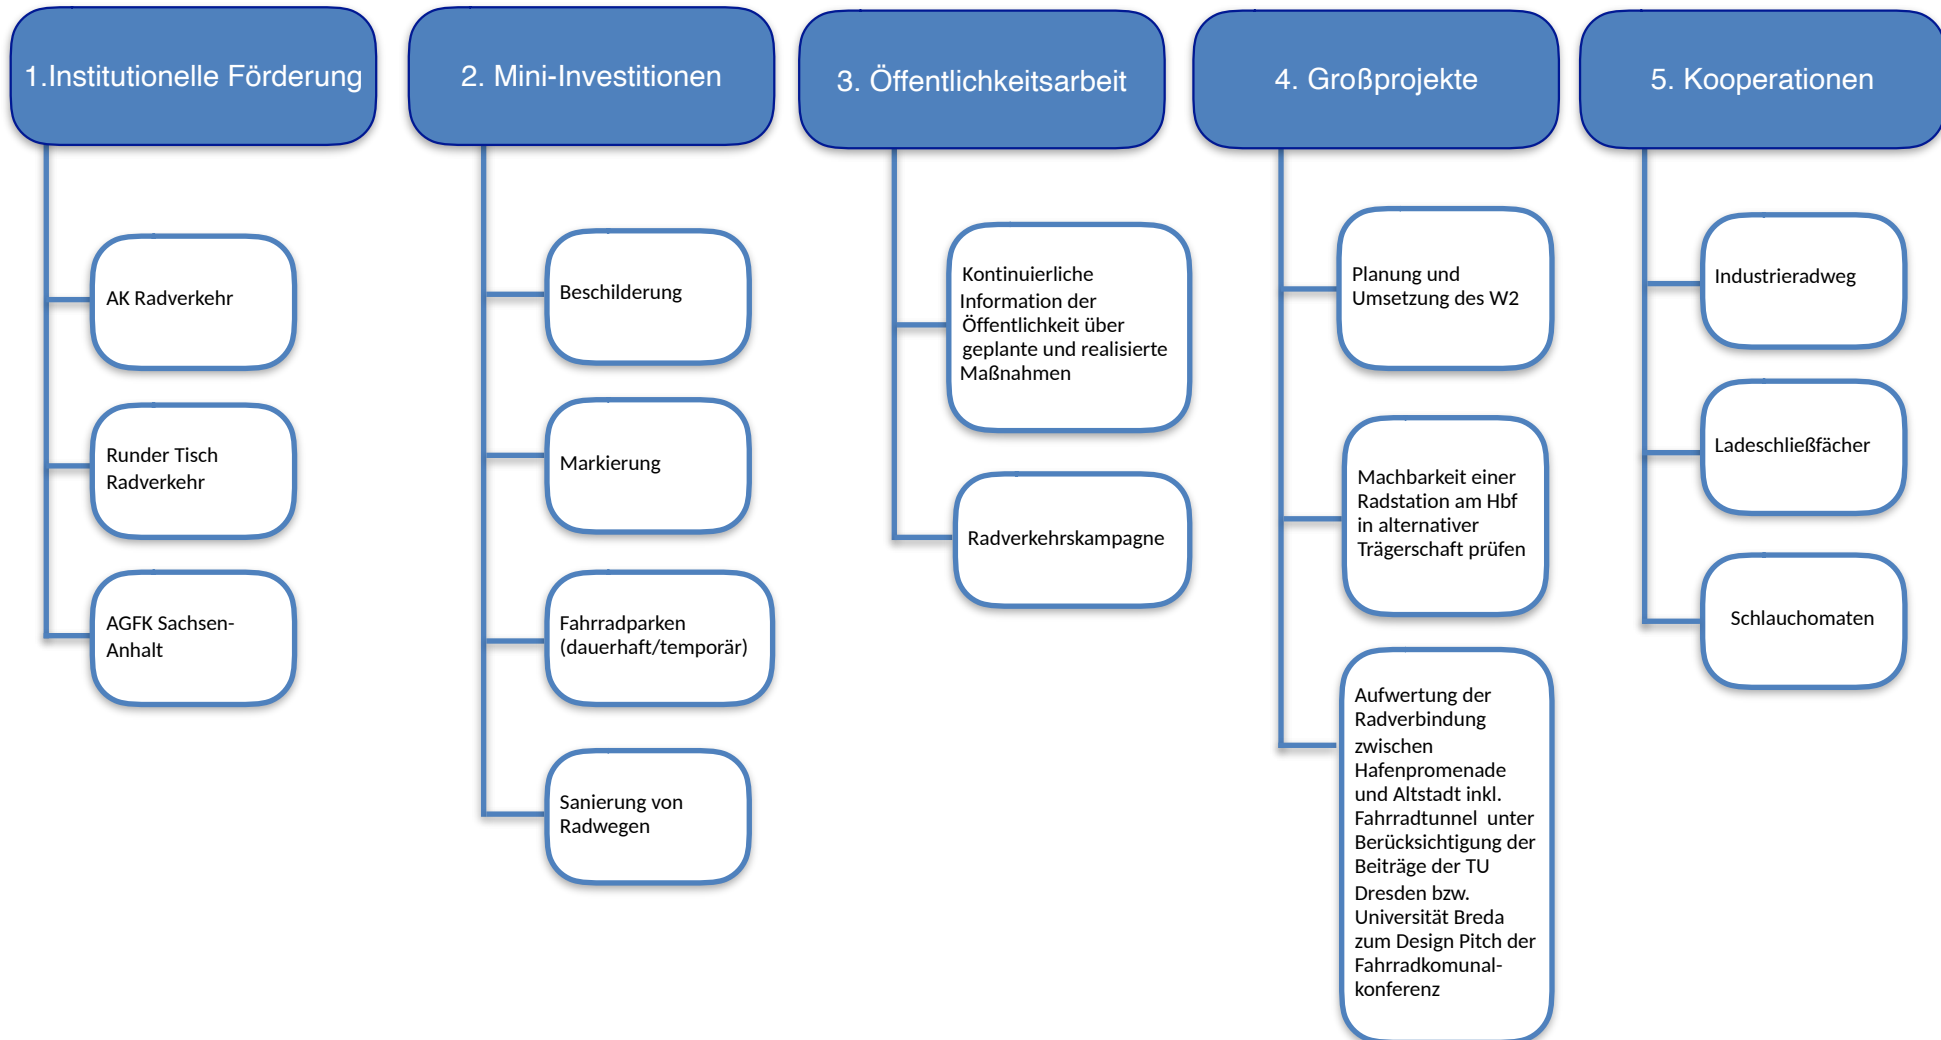 1.Institutionelle Förderung
AK Radverkehr
Runder Tisch
Radverkehr
AGFK Sachsen-
Anhalt
2. Mini-Investitionen
Beschilderung
Markierung
Fahrradparken
(dauerhaft/temporär)
Sanierung von
Radwegen
3. Öffentlichkeitsarbeit
Kontinuierliche
Information der
Öffentlichkeit über
geplante und realisierte
Maßnahmen
Radverkehrskampagne
4. Großprojekte
Planung und
Umsetzung des W2
Machbarkeit einer
Radstation am Hbf
in alternativer
Trägerschaft prüfen
Aufwertung der
Radverbindung
zwischen
Hafenpromenade
und Altstadt inkl.
Fahrradtunnel unter
Berücksichtigung der
Beiträge der TU
Dresden bzw.
Universität Breda
zum Design Pitch der
Fahrradkomunal-
konferenz
5. Kooperationen
Industrieradweg
Ladeschließfächer
Schlauchomaten